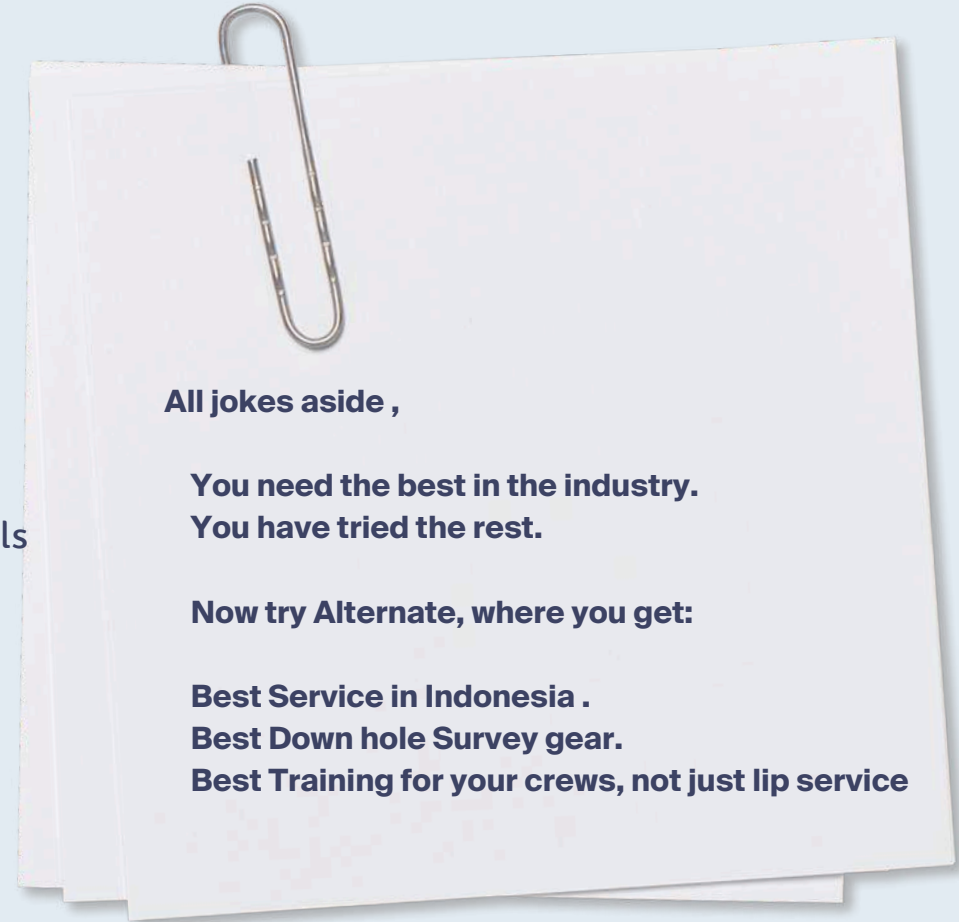 All jokes aside ,
You need the best in the industry.
You have tried the rest.
ls
Now try Alternate, where you get:
Best Service in Indonesia .
Best Down hole Survey gear.
Best Training for your crews, not just lip service